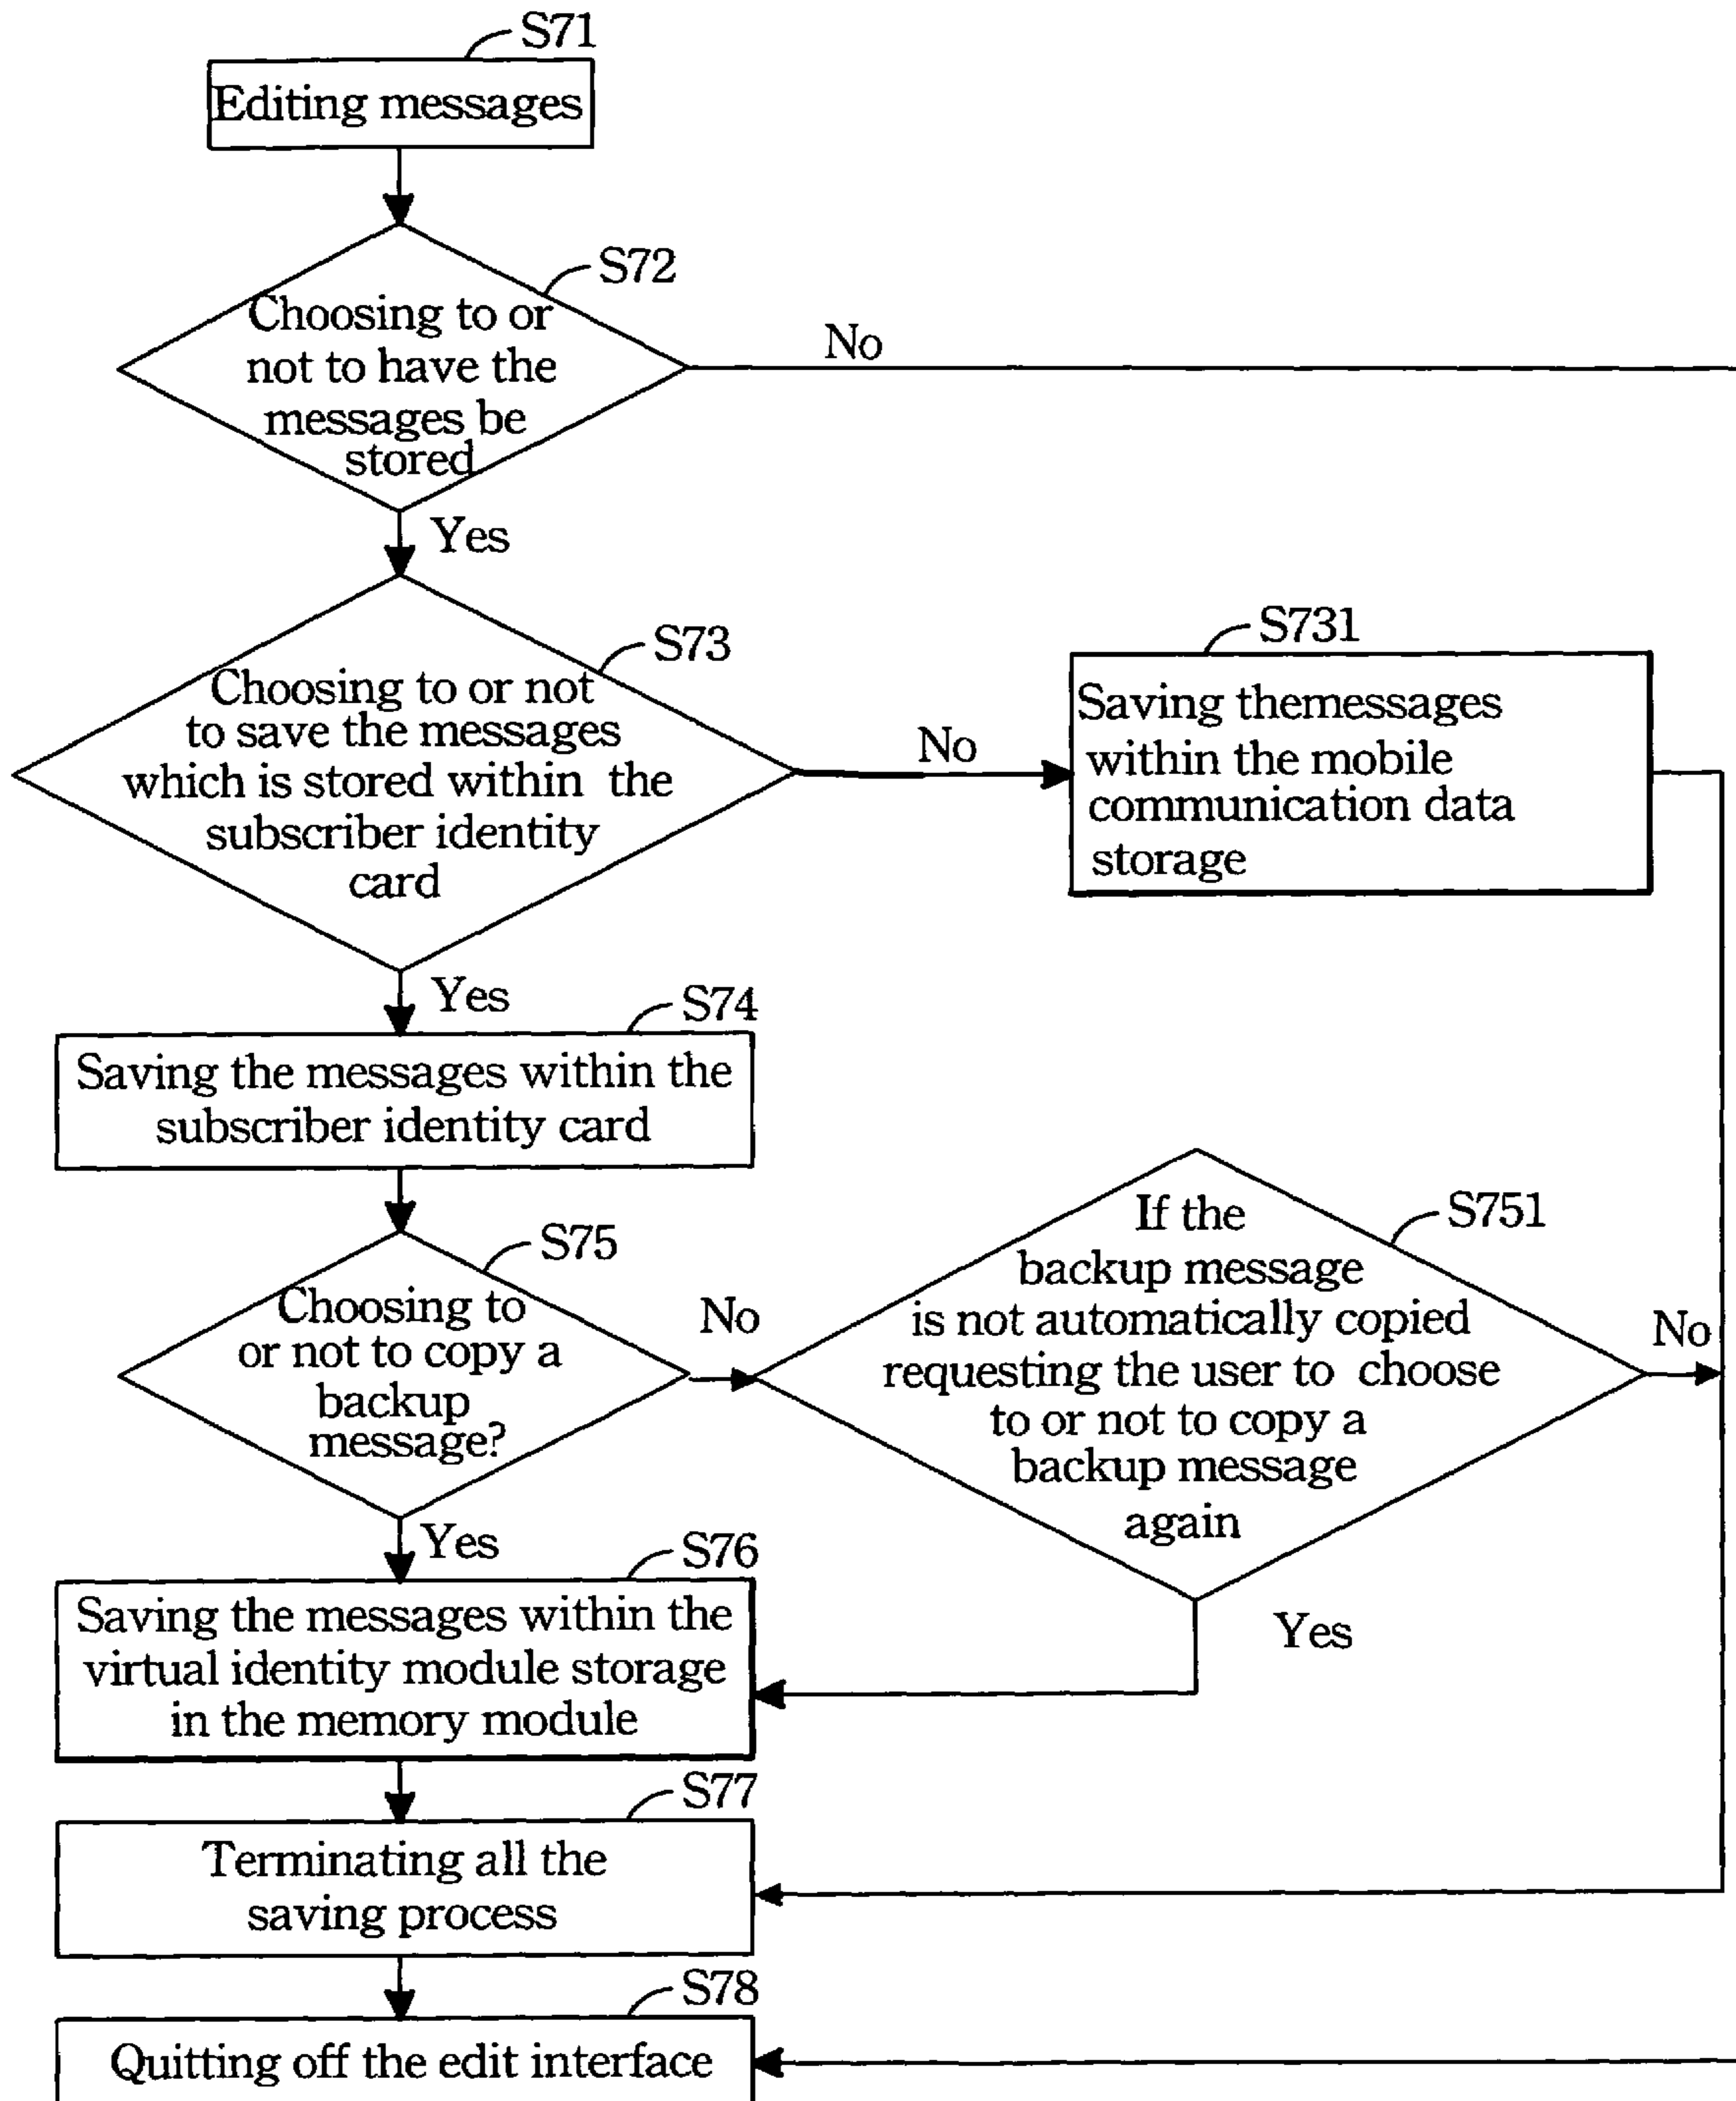 S71
Editing messages
S72
Choosing to or
not to have the
messages be
stored
No
Yes
S73
Choosing to or not
to save the messages
which is stored within the
subscriber identity
card
No
S731
Saving themessages
within the mobile
communication data
storage
Yes
S74
Saving the messages within the
subscriber identity card
S75
Choosing to
or not to copy a
backup
message?
No
S751
If the
backup message
is not automatically copied
requesting the user to choose
to or not to copy a
backup message
again
No
Yes
Yes
S76
Saving the messages within the
virtual identity module storage
in the memory module
S77
Terminating all the
saving process
S78
Quitting off the edit interface